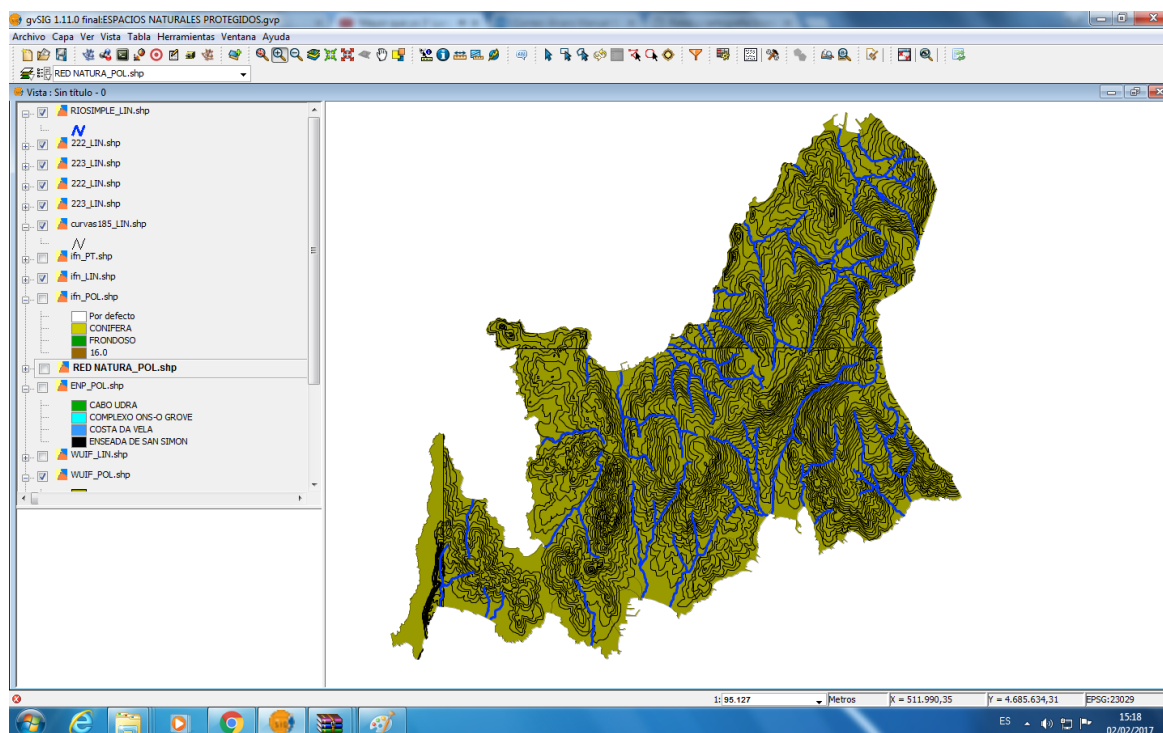 gvSIG 1.11.0 final:ESPACIOS NATURALES PROTEGIDOS.gvp
Archivo Capa Ver Vista Tabla Herramientas Ventana Ayuda
RED NATURA_POL.shp
Vista : Sin título - 0
RIOSIMPLE_LIN.shp
222_LIN.shp
223_LIN.shp
222_LIN.shp
223_LIN.shp
curvas185_LIN.shp
ifn_PT.shp
ifn_LIN.shp
ifn_POL.shp
Por defecto
CONIFERA
FRONDOSO
16.0
RED NATURA_POL.shp
ENP_POL.shp
CABO UDRA
COMPLEXO ONS-O GROVE
COSTA DA VELA
ENSEADA DE SAN SIMON
WUIF_LIN.shp
WUIF_POL.shp
1: 95.127 Metros X = 511.990,35 Y = 4.685.634,31 EPSG:23029
ES 15:18
02/02/2017